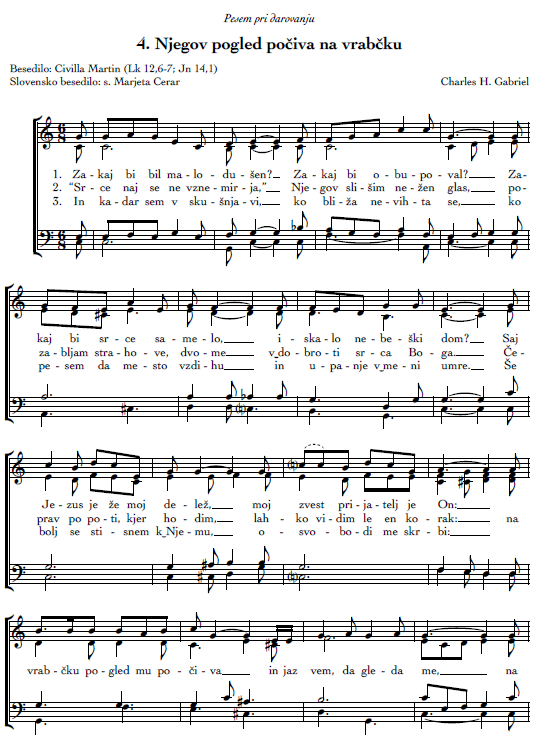 Pesem pri darovanju
4. Njegov pogled počiva na vrabčku
Besedilo: Civilla Martin (Lk 12,6-7; Jn 14,1)
Slovensko besedilo: s. Marjeta Cerar
Charles H. Gabriel
1. Za - kaj bi bil ma - lo - du - šen? Za - kaj bi o - bu - po - val? Za-
2. "Sr - ce naj se ne vzne - mir - ja," Nje - gov sli - šim ne - žen glas, po-
3. In ka - dar sem v sku - šnja - vi, ko bli - ža ne - vih - ta se, ko
kaj bi sr - ce sa - me - lo, i - ska - lo ne - be - ški dom? Saj
za - bljam stra - ho - ve, dvo - me v dob - ro - ti sr - ca Bo - ga. Če-
pe - sem da me - sto vzdi - hu in u - pa - nje v meni u - mre. Še
Je - zus je že moj de - lež, moj zvest pri - ja - telj je On:
prav po po - ti, kjer ho - dim, lah - ko vi - dim le en ko - rak: na
bolj se sti - snem k Nje - mu, o - svo - bo - di me skr - bi:
vrab - čku po - gled mu po - či - va in jaz vem, da gle - da me, na